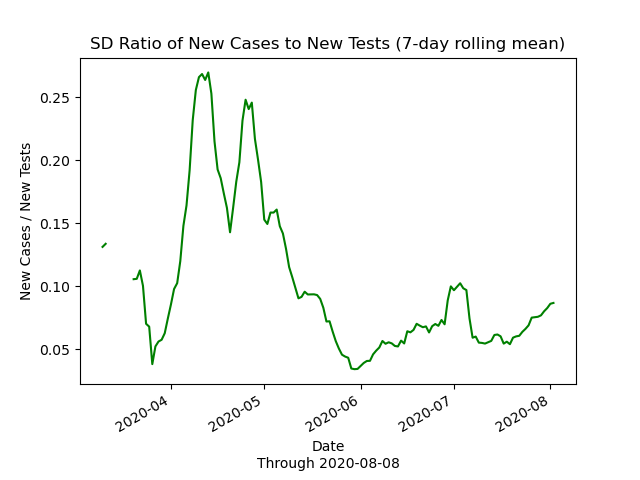 SD Ratio of New Cases to New Tests (7-day rolling mean)
New Cases / New Tests
0.25
0.20
0.15
0.10
0.05
2020-04
2020-05
2020-06
2020-07
2020-08
Date
Through 2020-08-08